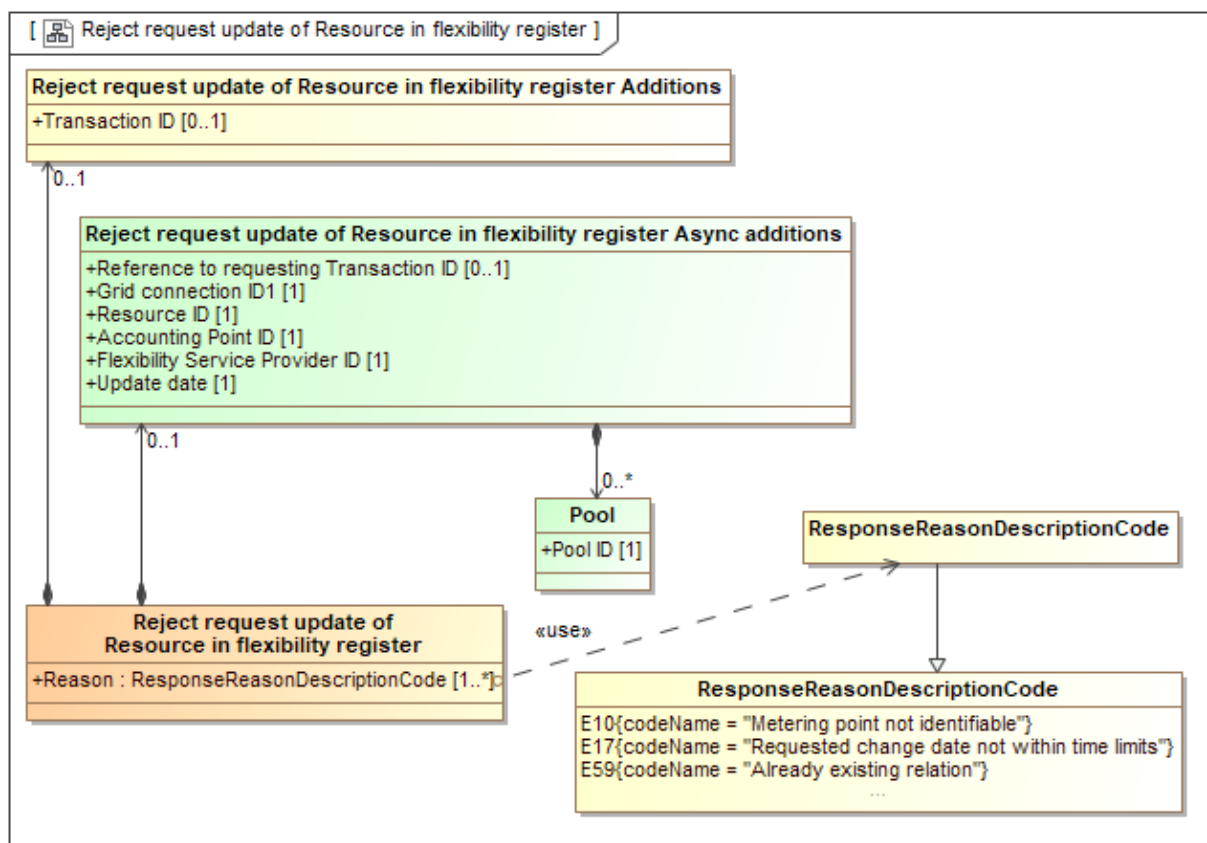 [ Reject request update of Resource in flexibility register ]
Reject request update of Resource in flexibility register Additions
+Transaction ID [0..1]
0..1
Reject request update of Resource in flexibility register Async additions
+Reference to requesting Transaction ID [0..1]
+Grid connection ID1 [1]
+Resource ID [1]
+Accounting Point ID [1]
+Flexibility Service Provider ID [1]
+Update date [1]
0..1
0..*
Pool
+Pool ID [1]
ResponseReasonDescriptionCode
Reject request update of
Resource in flexibility register
+Reason : ResponseReasonDescriptionCode [1..*]
«use»
ResponseReasonDescriptionCode
E10{codeName = "Metering point not identifiable"}
E17{codeName = "Requested change date not within time limits"}
E59{codeName = "Already existing relation"}
...